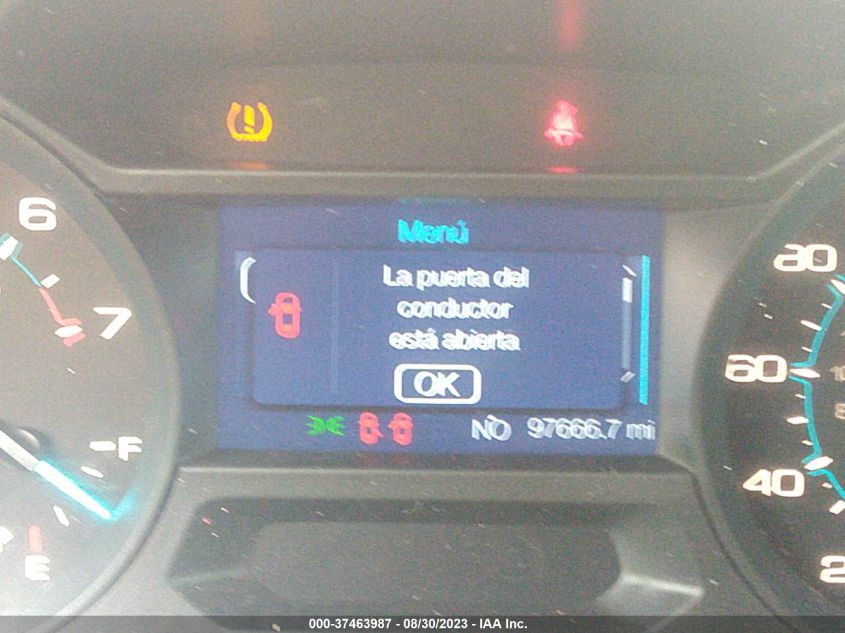 6
7
F
E
Menú
La puerta del
conductor
está abierta
OK
NO 97666.7 mi
80
60
40
2
000-37463987 - 08/30/2023 - IAA Inc.